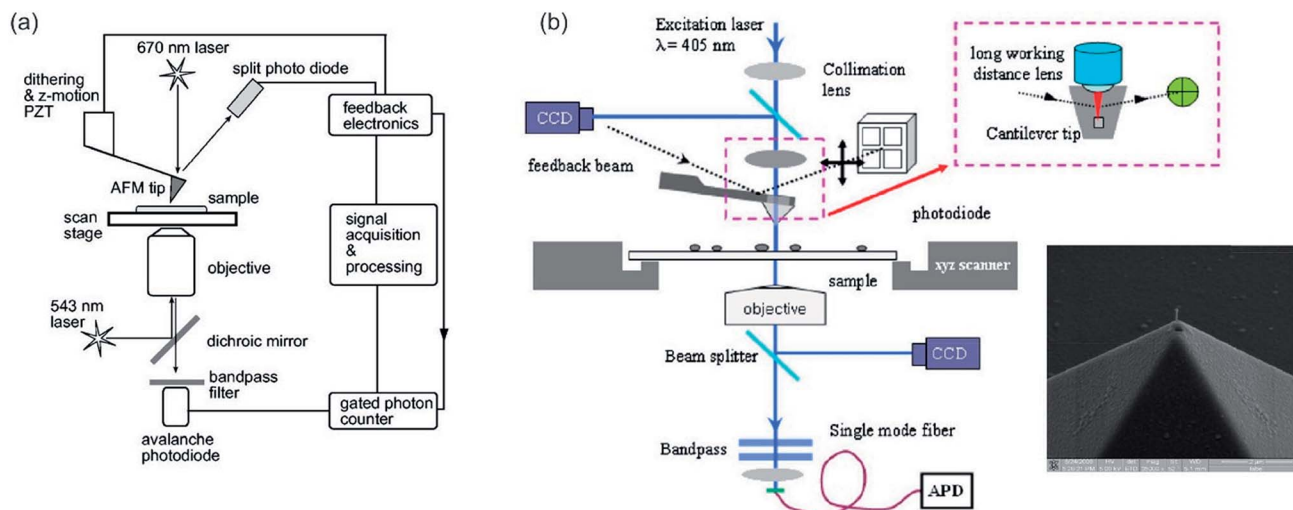 (a)
670 nm laser
dithering
& z-motion
PZT
split photo diode
feedback
electronics
AFM tip
sample
scan
stage
signal
acquisition
&
processing
objective
543 nm
laser
dichroic mirror
bandpass
filter
gated photon
counter
avalanche
photodiode
(b)
Excitation laser
λ= 405 nm
Collimation
lens
CCD
feedback beam
long working
distance lens
Cantilever tip
photodiode
xyz scanner
sample
objective
Beam splitter
CCD
Bandpass
Single mode fiber
APD